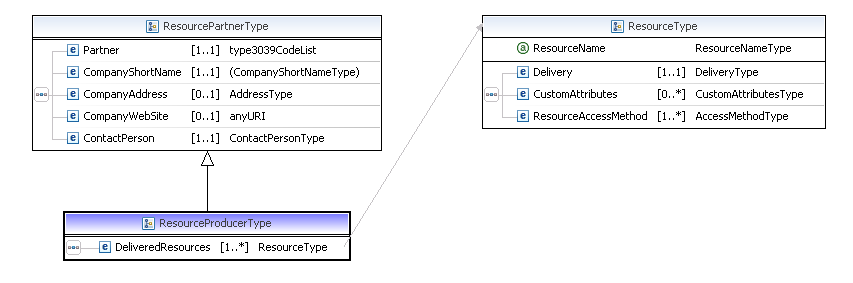 ResourcePartnerType
e Partner [1..1] type3039CodeList
e CompanyShortName [1..1] (CompanyShortNameType)
e CompanyAddress [0..1] AddressType
e CompanyWebSite [0..1] anyURI
e ContactPerson [1..1] ContactPersonType
ResourceType
a ResourceName ResourceNameType
e Delivery [1..1] DeliveryType
e CustomAttributes [0..*] CustomAttributesType
e ResourceAccessMethod [1..*] AccessMethodType
ResourceProducerType
e DeliveredResources [1..*] ResourceType